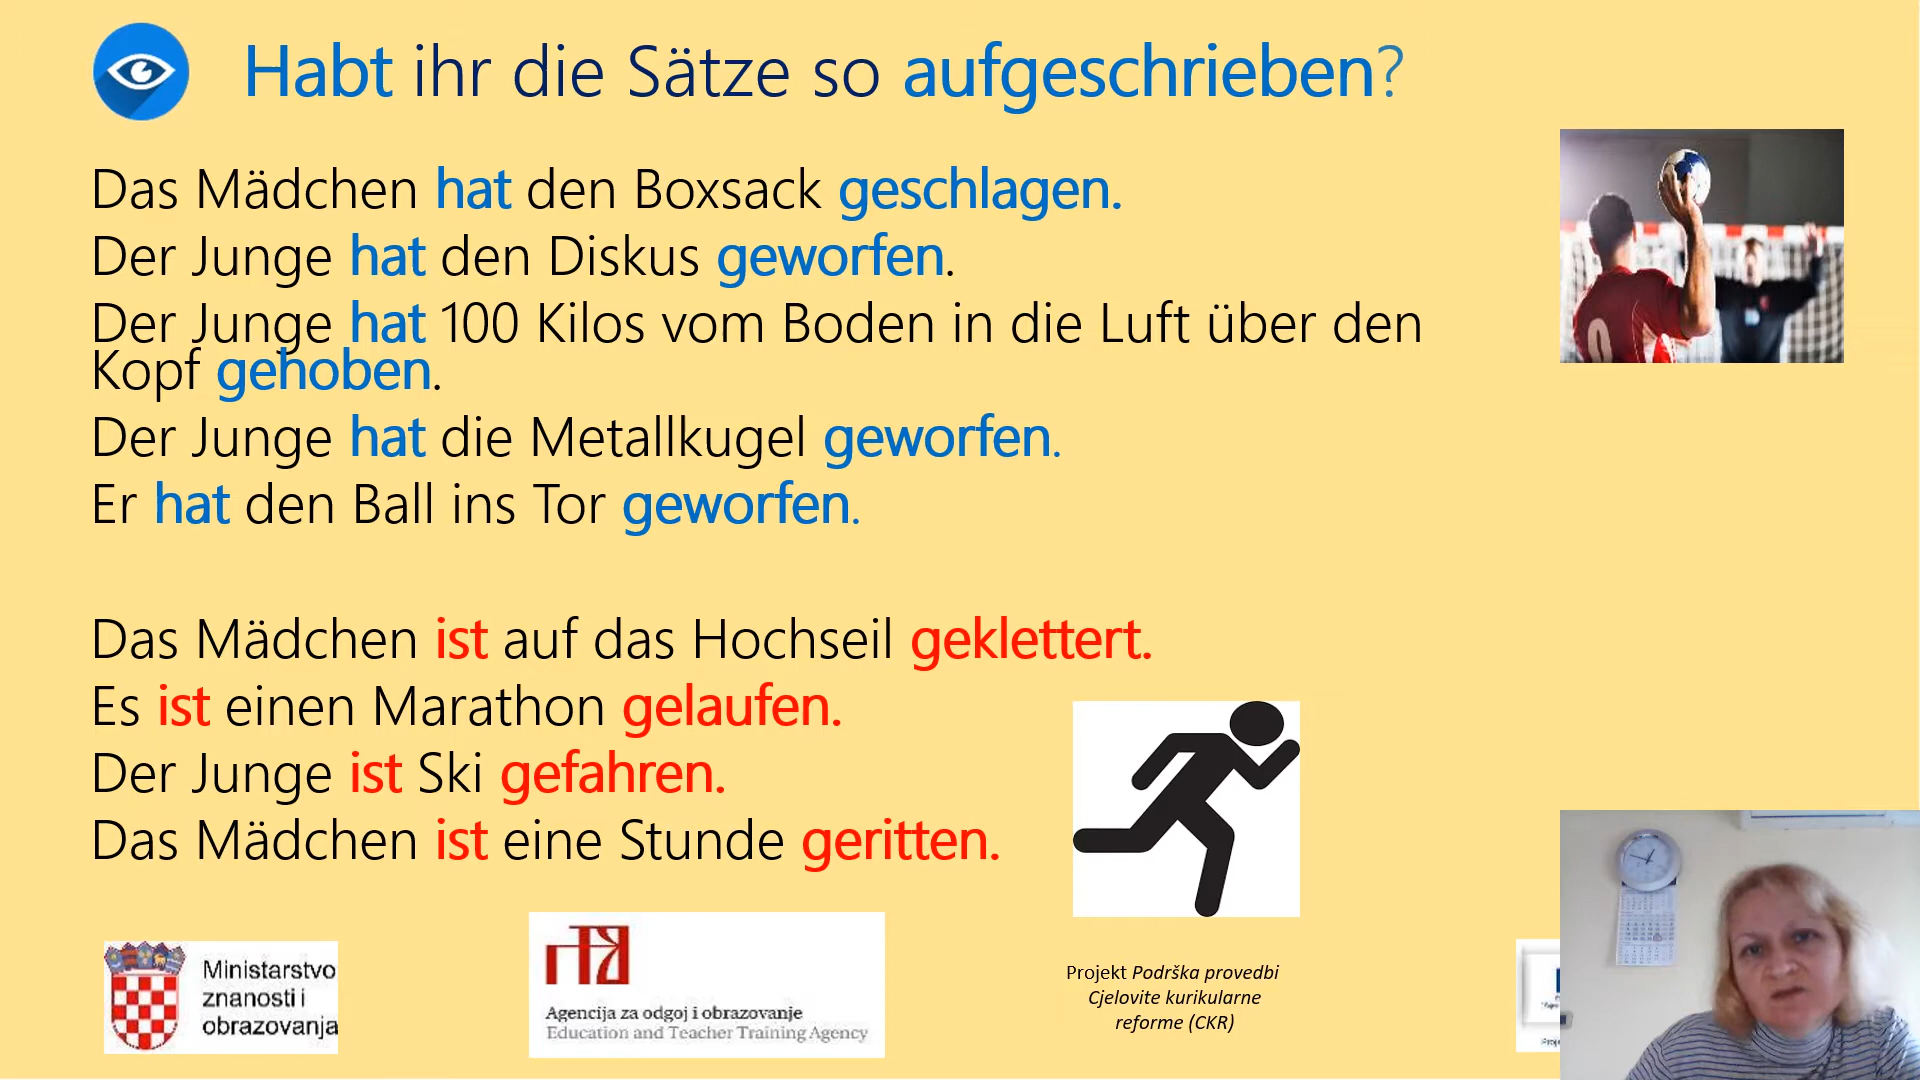 Habt ihr die Sätze so aufgeschrieben?
Das Mädchen hat den Boxsack geschlagen.
Der Junge hat den Diskus geworfen.
Der Junge hat 100 Kilos vom Boden in die Luft über den
Kopf gehoben.
Der Junge hat die Metallkugel geworfen.
Er hat den Ball ins Tor geworfen.
Das Mädchen ist auf das Hochseil geklettert.
Es ist einen Marathon gelaufen.
Der Junge ist Ski gefahren.
Das Mädchen ist eine Stunde geritten.
Ministarstvo
znanosti i
obrazovanja
Agencija za odgoj i obrazovanje
Education and Teacher Training Agency
Projekt Podrška provedbi
Cjelovite kurikularne
reforme (CKR)